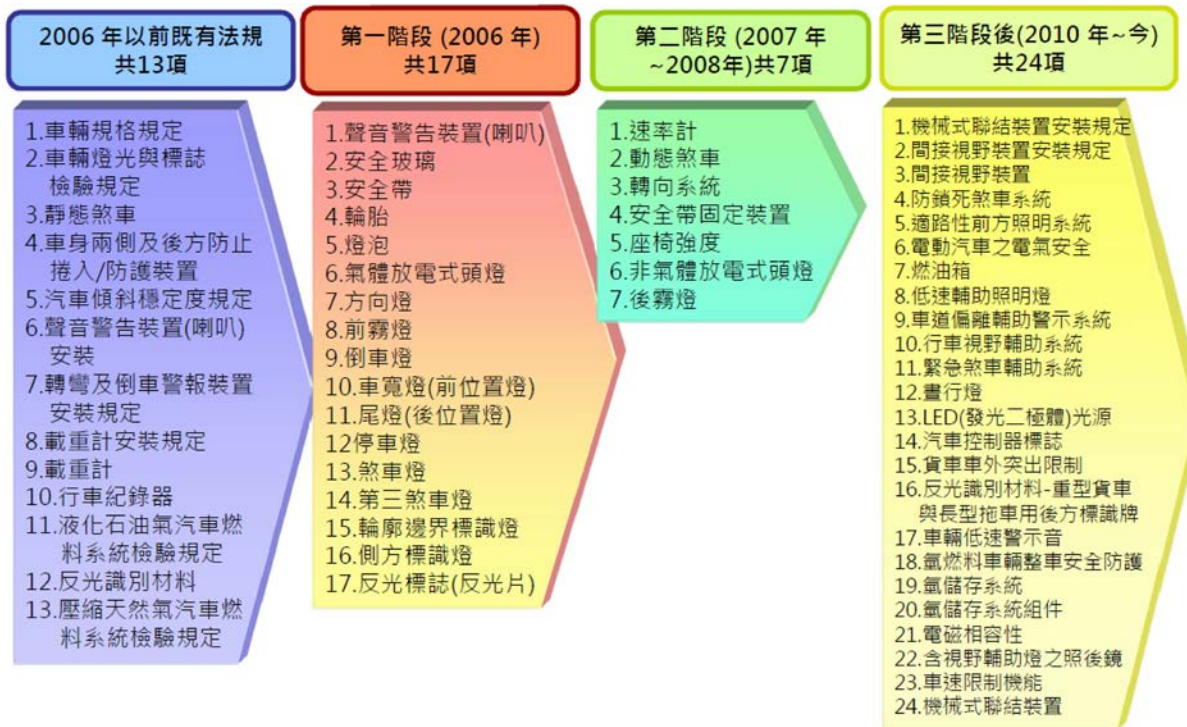 2006 年以前既有法規
共13項
1.車輛規格規定
2.車輛燈光與標誌
檢驗規定
3.靜態煞車
4.車身兩側及後方防止
捲入/防護裝置
5.汽車傾斜穩定度規定
6.聲音警告裝置(喇叭)
安裝
7.轉彎及倒車警報裝置
安裝規定
8.載重計安裝規定
9.載重計
10.行車紀錄器
11.液化石油氣汽車燃
料系統檢驗規定
12.反光識別材料
13.壓縮天然氣汽車燃
料系統檢驗規定
第一階段 (2006 年)
共17項
1.聲音警告裝置(喇叭)
2.安全玻璃
3.安全帶
4.輪胎
5.燈泡
6.氣體放電式頭燈
7.方向燈
8.前霧燈
9.倒車燈
10.車寬燈(前位置燈)
11.尾燈(後位置燈)
12停車燈
13.煞車燈
14.第三煞車燈
15.輪廓邊界標識燈
16.側方標識燈
17.反光標誌(反光片)
第二階段 (2007 年
~2008年)共7項
1.速率計
2.動態煞車
3.轉向系統
4.安全帶固定裝置
5.座椅強度
6.非氣體放電式頭燈
7.後霧燈
第三階段後(2010 年~今)
共24項
1.機械式聯結裝置安裝規定
2.間接視野裝置安裝規定
3.間接視野裝置
4.防鎖死煞車系統
5.適路性前方照明系統
6.電動汽車之電氣安全
7.燃油箱
8.低速輔助照明燈
9.車道偏離輔助警示系統
10.行車視野輔助系統
11.緊急煞車輔助系統
12.晝行燈
13.LED(發光二極體)光源
14.汽車控制器標誌
15.貨車車外突出限制
16.反光識別材料-重型貨車
與長型拖車用後方標識牌
17.車輛低速警示音
18.氫燃料車輛整車安全防護
19.氫儲存系統
20.氫儲存系統組件
21.電磁相容性
22.含視野輔助燈之照後鏡
23.車速限制機能
24.機械式聯結裝置